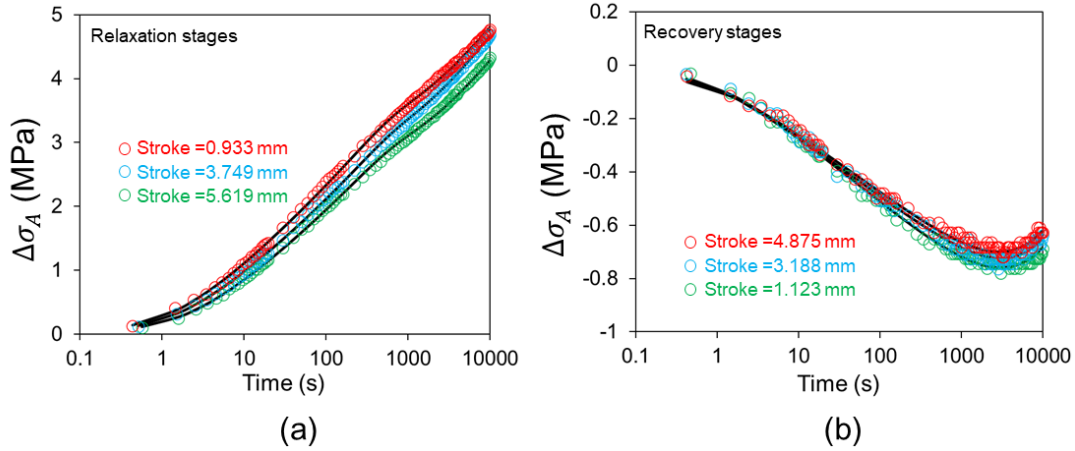 Relaxation stages
5
4
3
2
1
0
Δσ_A (MPa)
Stroke =0.933 mm
Stroke =3.749 mm
Stroke =5.619 mm
0.1 1 10 100 1000 10000
Time (s)
(a)
Recovery stages
0.2
0
-0.2
-0.4
-0.6
-0.8
-1
Δσ_A (MPa)
Stroke =4.875 mm
Stroke =3.188 mm
Stroke =1.123 mm
0.1 1 10 100 1000 10000
Time (s)
(b)